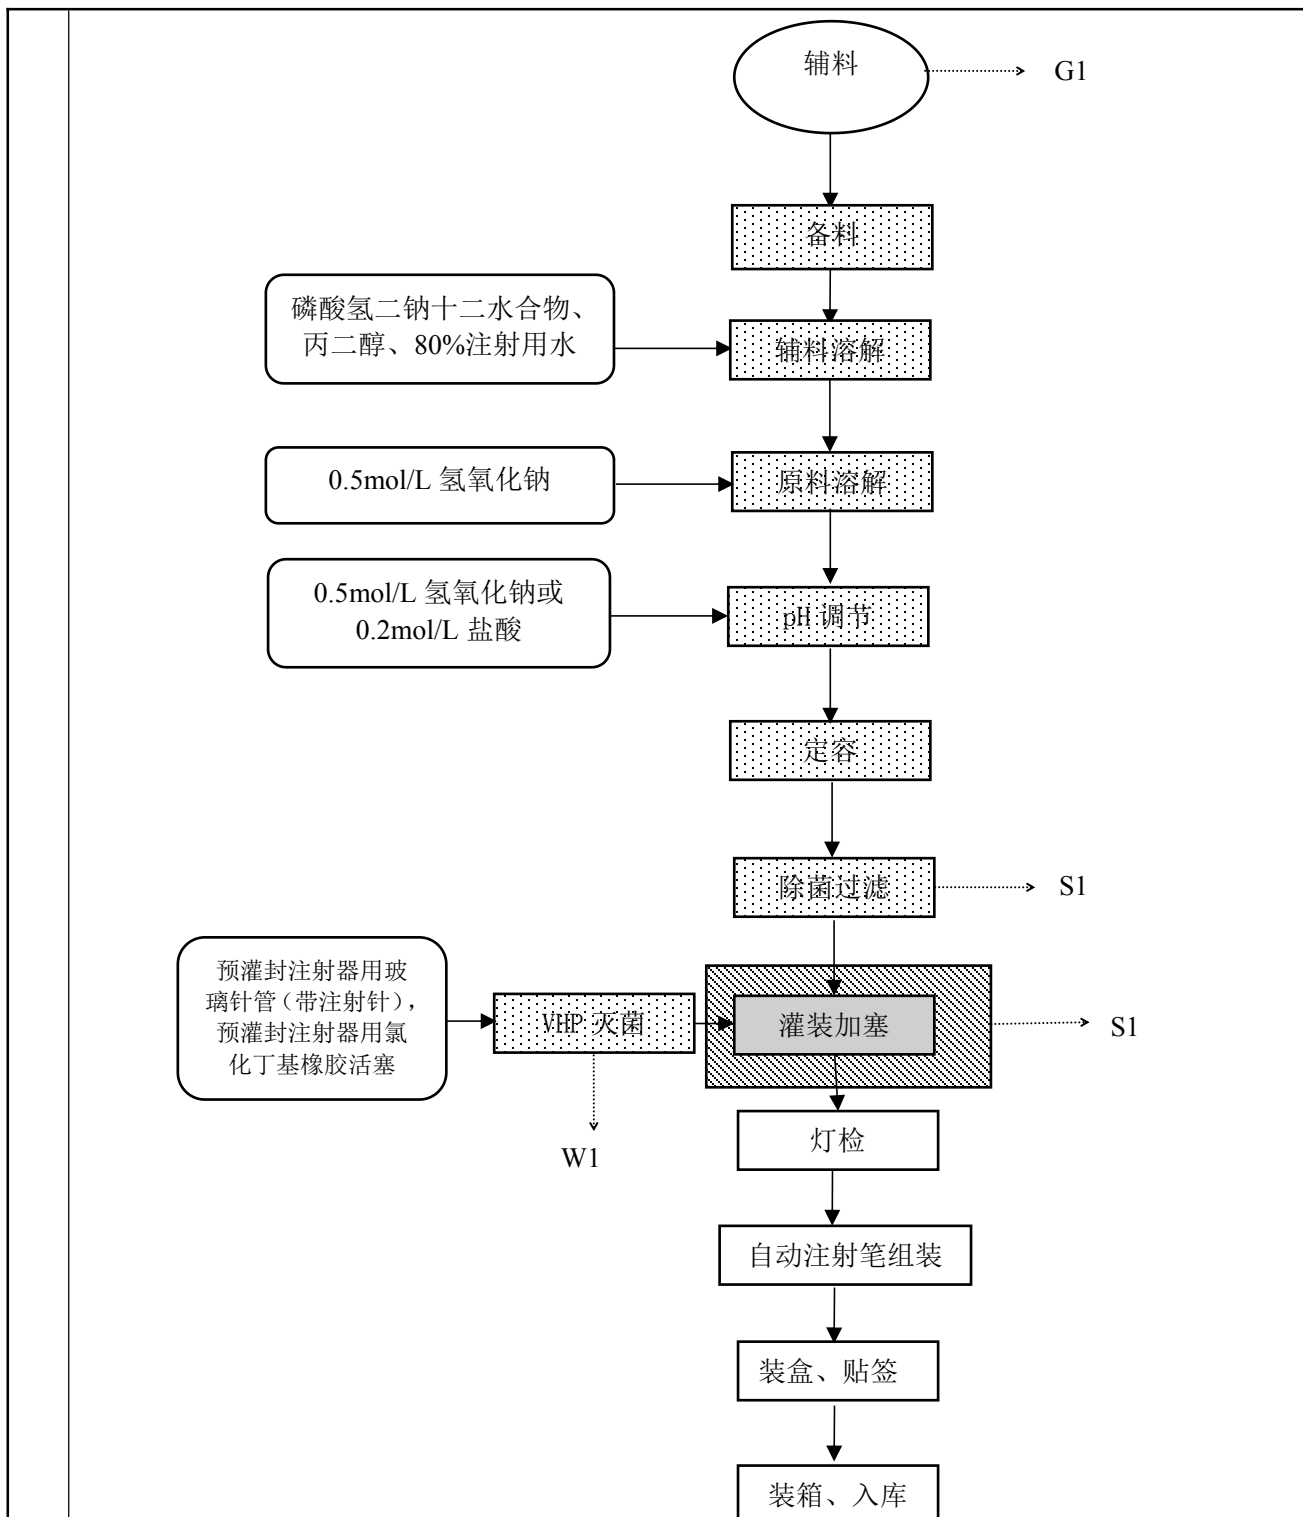 辅料
G1
备料
磷酸氢二钠十二水合物、
丙二醇、80%注射用水
辅料溶解
0.5mol/L 氢氧化钠
原料溶解
0.5mol/L 氢氧化钠或
0.2mol/L 盐酸
pH 调节
定容
除菌过滤
S1
预灌封注射器用玻
璃针管（带注射针），
预灌封注射器用氯
化丁基橡胶活塞
VHP 灭菌
灌装加塞
S1
W1
灯检
自动注射笔组装
装盒、贴签
装箱、入库